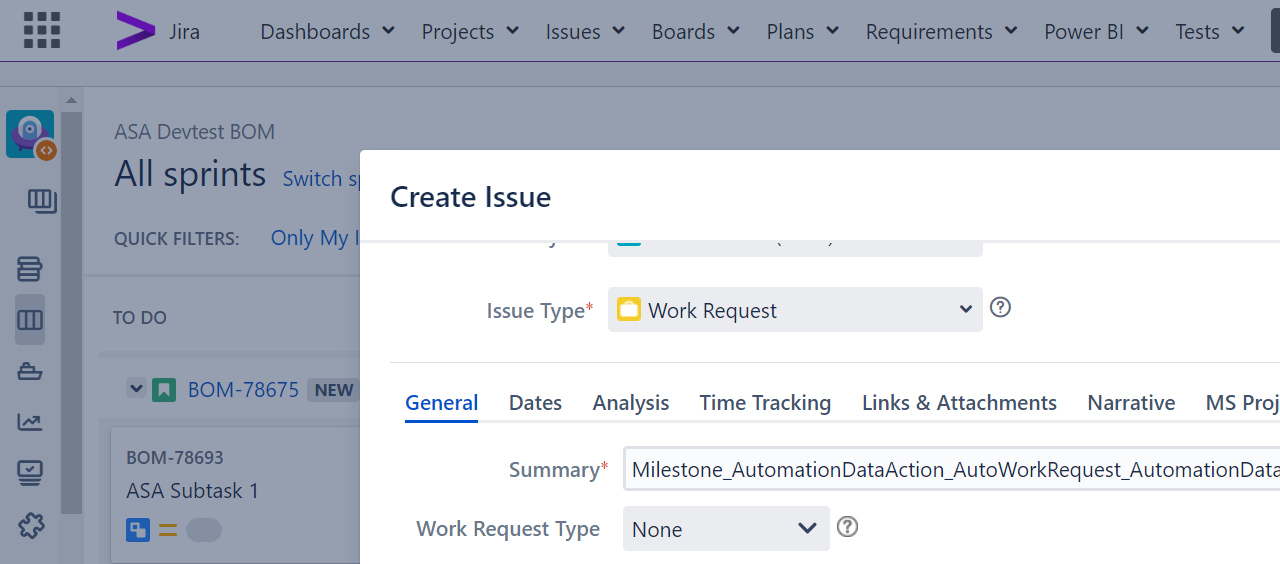 Jira Dashboards Projects Issues Boards Plans Requirements Power BI Tests
ASA Devtest BOM
All sprints Switch
QUICK FILTERS: Only My
TO DO
BOM-78675 NEW
BOM-78693
ASA Subtask 1
Create Issue
Issue Type* Work Request
General Dates Analysis Time Tracking Links & Attachments Narrative MS
Summary* Milestone_AutomationDataAction_AutoWorkRequest_AutomationData
Work Request Type None